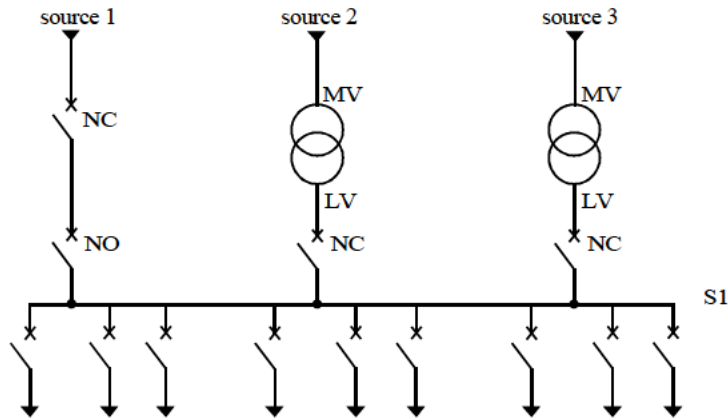 source 1 source 2 source 3
MV MV
NC
LV LV
NO NC NC
S1